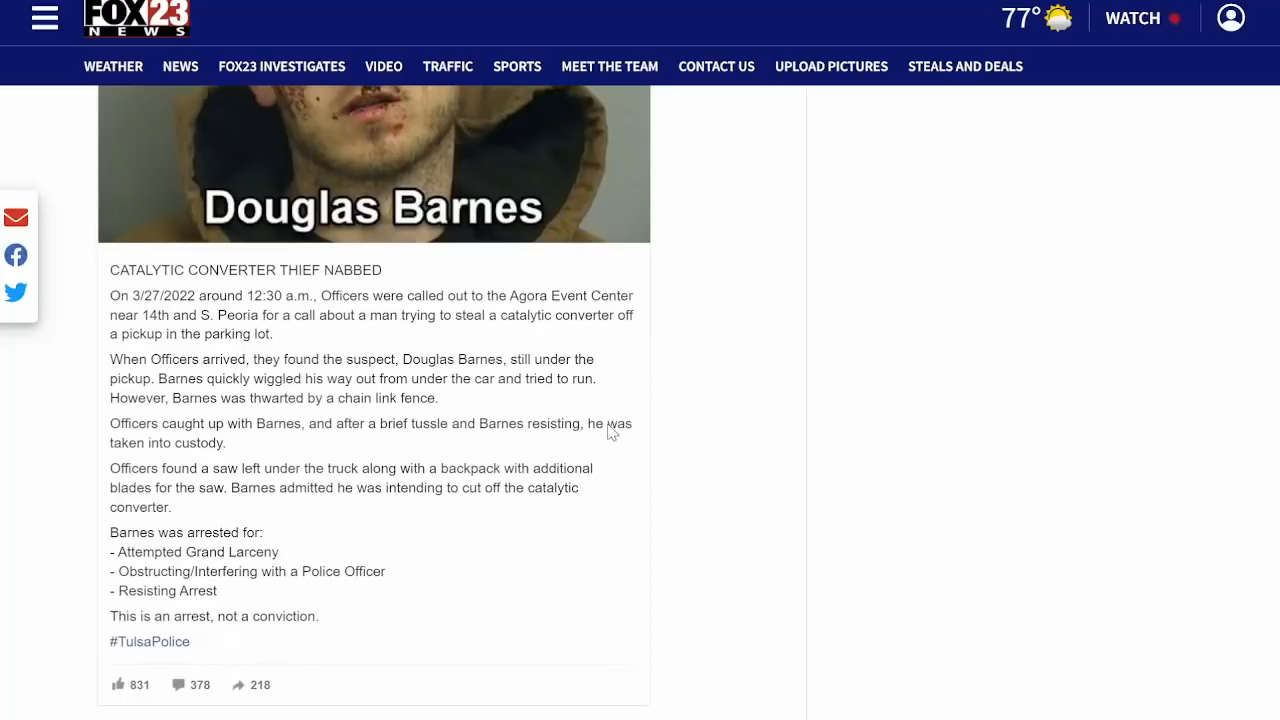 FOX23
NEWS
77°
WATCH
WEATHER
NEWS
FOX23 INVESTIGATES
VIDEO
TRAFFIC
SPORTS
MEET THE TEAM
CONTACT US
UPLOAD PICTURES
STEALS AND DEALS
Douglas Barnes
CATALYTIC CONVERTER THIEF NABBED
On 3/27/2022 around 12:30 a.m., Officers were called out to the Agora Event Center
near 14th and S. Peoria for a call about a man trying to steal a catalytic converter off
a pickup in the parking lot.
When Officers arrived, they found the suspect, Douglas Barnes, still under the
pickup. Barnes quickly wiggled his way out from under the car and tried to run.
However, Barnes was thwarted by a chain link fence.
Officers caught up with Barnes, and after a brief tussle and Barnes resisting, he was
taken into custody.
Officers found a saw left under the truck along with a backpack with additional
blades for the saw. Barnes admitted he was intending to cut off the catalytic
converter.
Barnes was arrested for:
- Attempted Grand Larceny
- Obstructing/Interfering with a Police Officer
- Resisting Arrest
This is an arrest, not a conviction.
#TulsaPolice
831
378
218